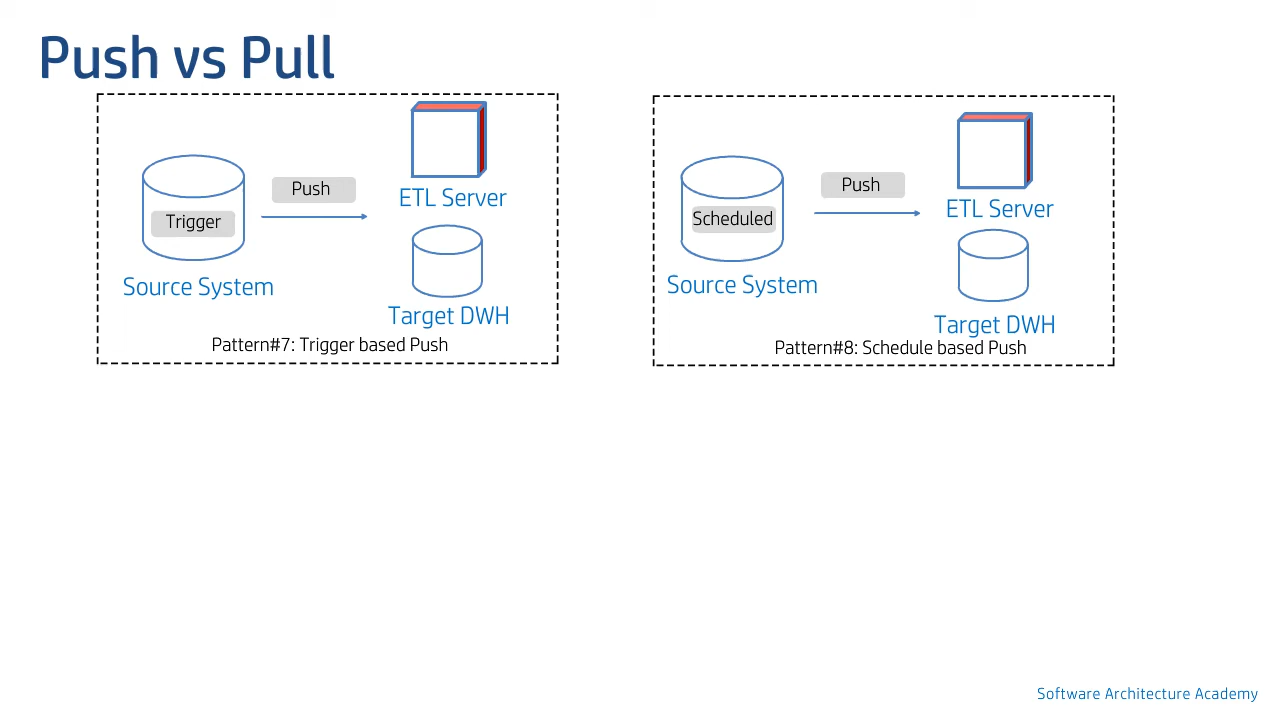 Push vs Pull
Push
Trigger
ETL Server
Source System
Target DWH
Pattern#7: Trigger based Push
Push
Scheduled
ETL Server
Source System
Target DWH
Pattern#8: Schedule based Push
Software Architecture Academy